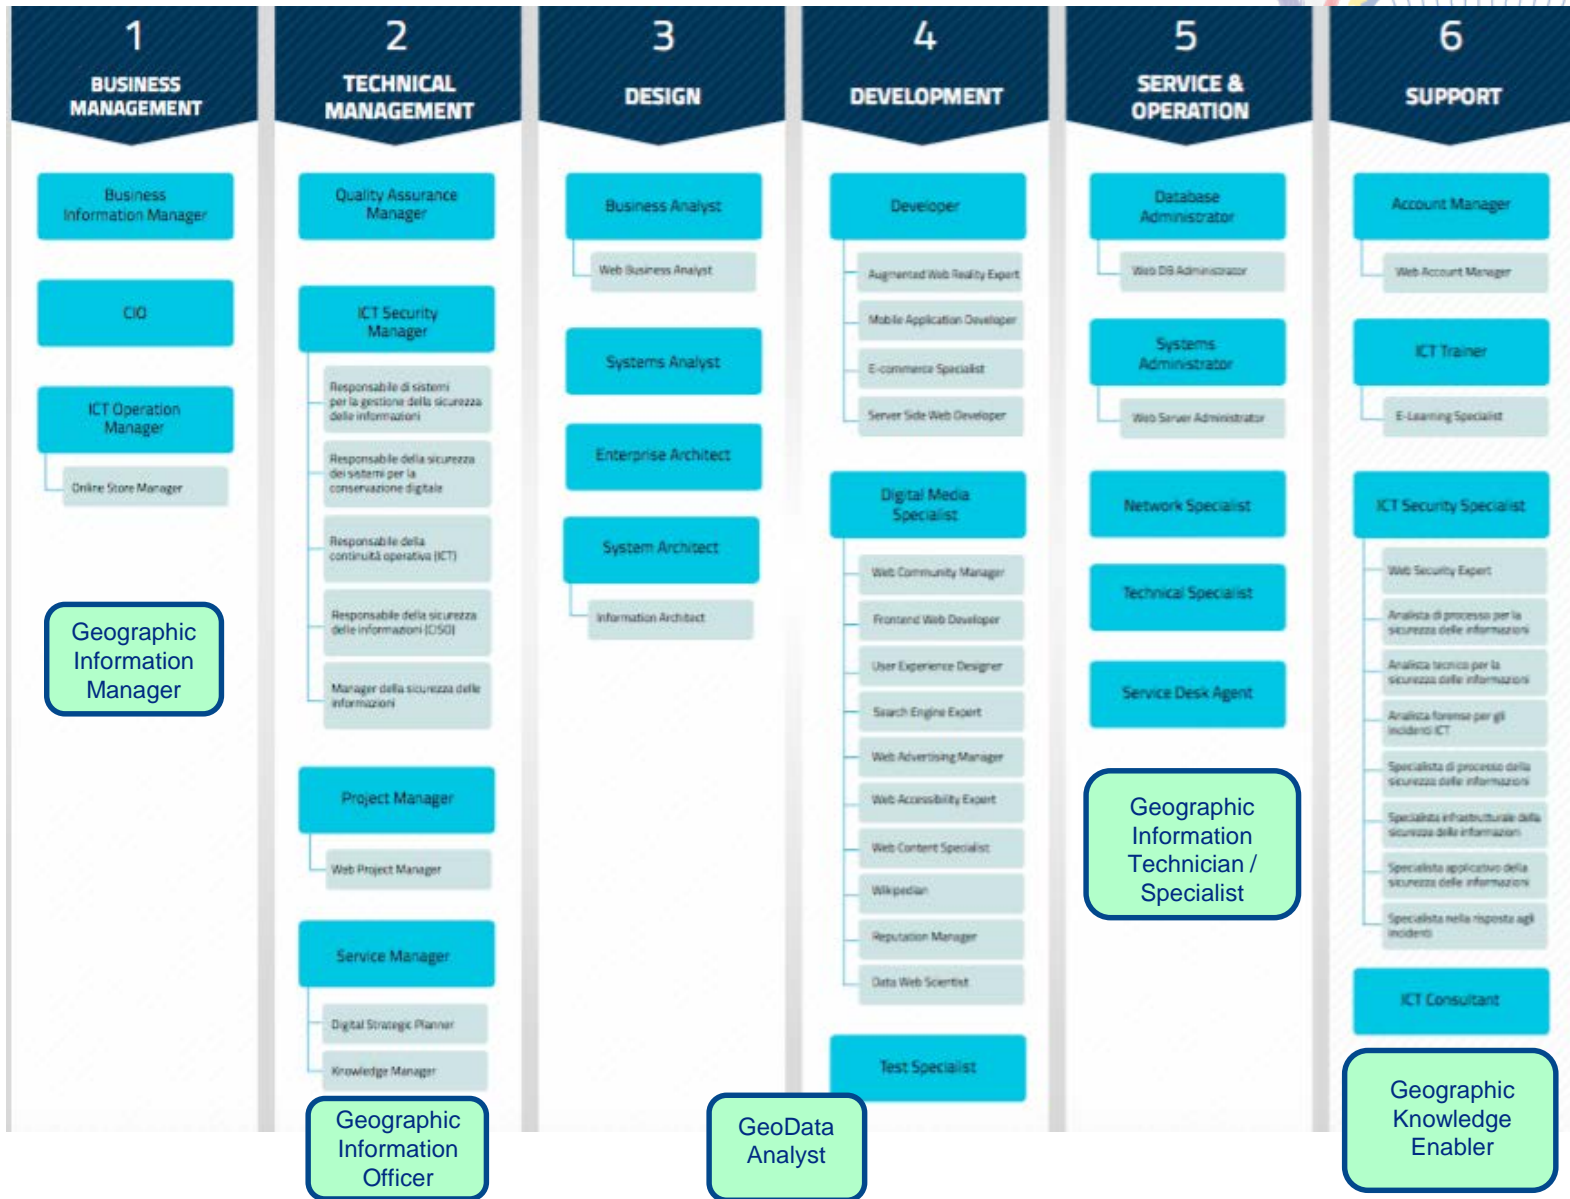 1
BUSINESS
MANAGEMENT
Business
Information Manager
CIO
ICT Operation
Manager
Online Store Manager
Geographic
Information
Manager
2
TECHNICAL
MANAGEMENT
Quality Assurance
Manager
ICT Security
Manager
Responsabile di sistemi
per la gestione della sicurezza
delle informazioni
Responsabile della sicurezza
dei sistemi per la
conservazione digitale
Responsabile della
continuità operativa (ICT)
Responsabile della sicurezza
delle informazioni (CISO)
Manager della sicurezza delle
informazioni
Project Manager
Web Project Manager
Service Manager
Digital Strategic Planner
Knowledge Manager
Geographic
Information
Officer
3
DESIGN
Business Analyst
Web Business Analyst
Systems Analyst
Enterprise Architect
System Architect
Information Architect
GeoData
Analyst
4
DEVELOPMENT
Developer
Augmented Web Reality Expert
Mobile Application Developer
E-commerce Specialist
Server Side Web Developer
Digital Media
Specialist
Web Community Manager
Frontend Web Developer
User Experience Designer
Search Engine Expert
Web Advertising Manager
Web Accessibility Expert
Web Content Specialist
Wikipedian
Reputation Manager
Data Web Scientist
Test Specialist
5
SERVICE &
OPERATION
Database
Administrator
Web DB Administrator
Systems
Administrator
Web Server Administrator
Network Specialist
Technical Specialist
Service Desk Agent
Geographic
Information
Technician /
Specialist
6
SUPPORT
Account Manager
Web Account Manager
ICT Trainer
E-Learning Specialist
ICT Security Specialist
Web Security Expert
Analista di processo per la
sicurezza delle informazioni
Analista tecnico per la
sicurezza delle informazioni
Analista forense per gli
incidenti ICT
Specialista di processo della
sicurezza delle informazioni
Specialista infrastrutturale della
sicurezza delle informazioni
Specialista applicativo della
sicurezza delle informazioni
Specialista nella risposta agli
incidenti
ICT Consultant
Geographic
Knowledge
Enabler